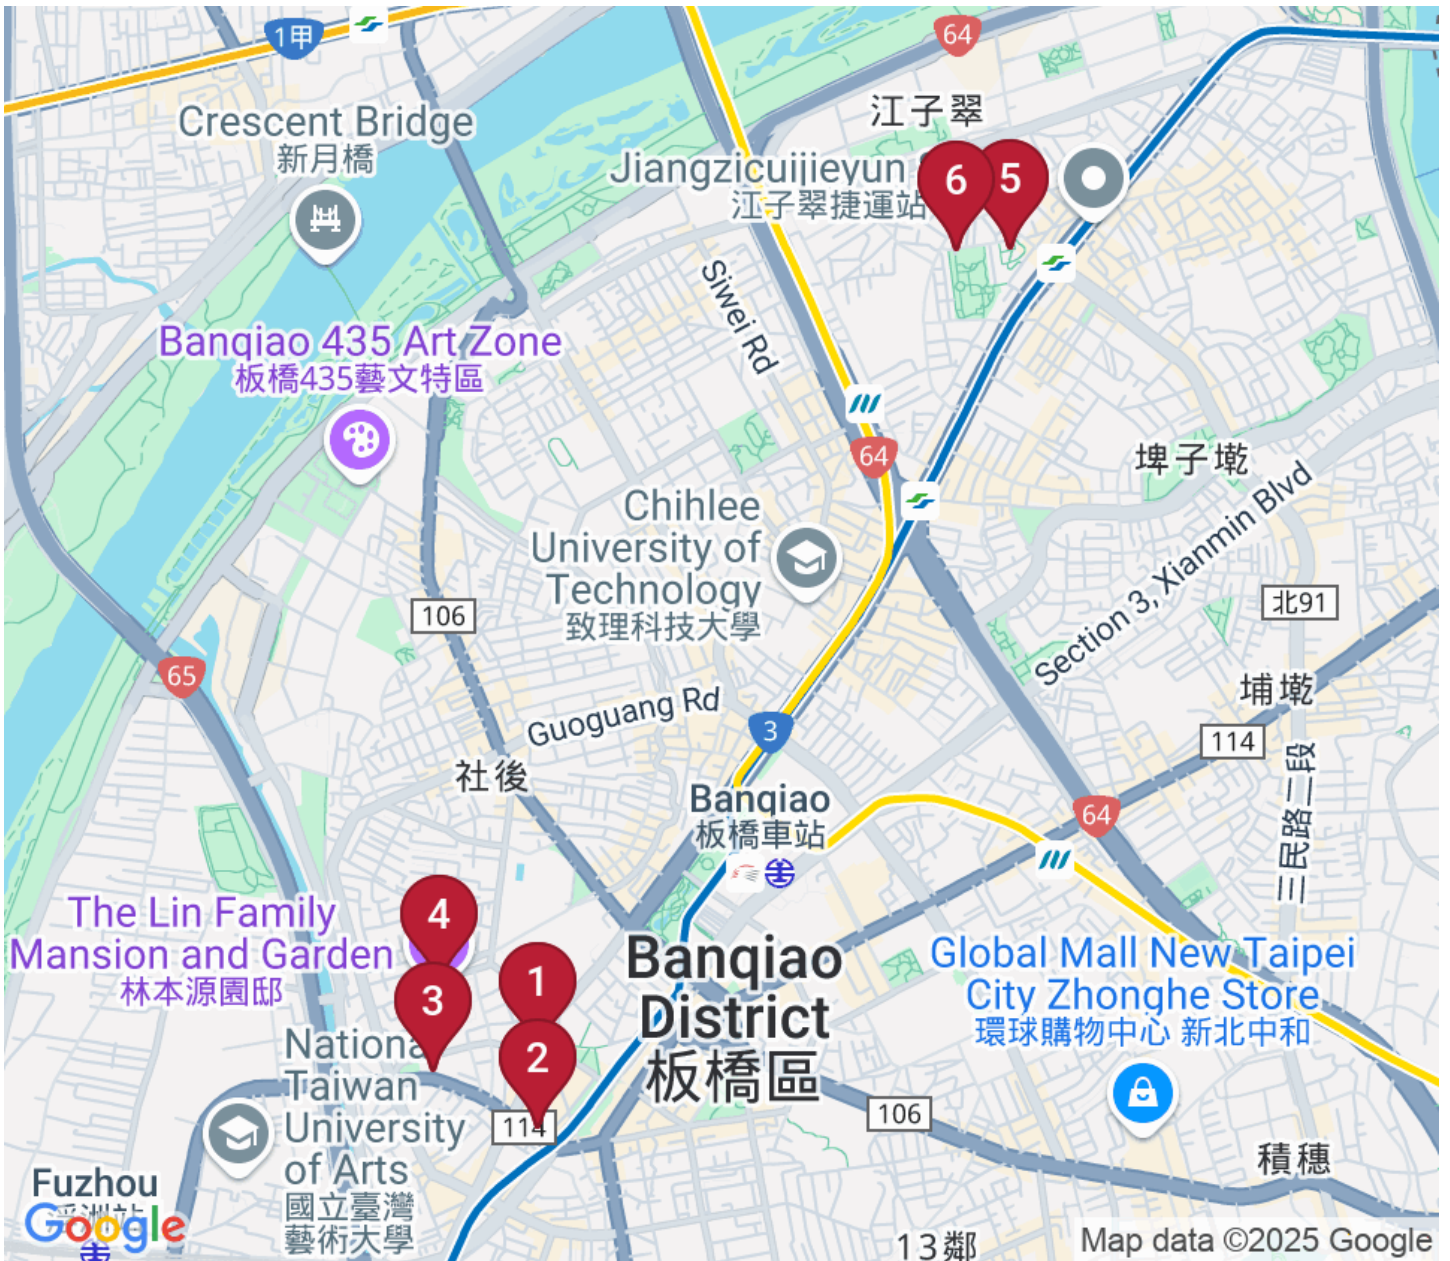 1甲
64
江子翠
Crescent Bridge
新月橋
Jiangzicuijieyun
江子翠捷運站
6
5
Siwei Rd
Banqiao 435 Art Zone
板橋435藝文特區
64
埤子墘
Chihlee
University of
Technology
致理科技大學
Section 3, Xianmin Blvd
106
北91
65
Guoguang Rd
3
埔墘
114
社後
Banqiao
板橋車站
64
三民路二段
The Lin Family
Mansion and Garden
林本源園邸
4
3
1
2
Banqiao
District
板橋區
Global Mall New Taipei
City Zhonghe Store
環球購物中心 新北中和
National
Taiwan
University
of Arts
國立臺灣
藝術大學
114
106
積穗
Fuzhou
浮洲站
Google
13鄰
Map data ©2025 Google